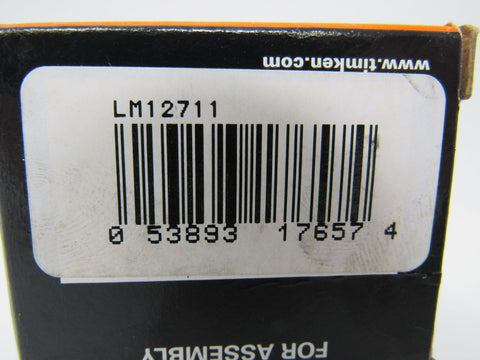 www.timken.com
LM12711
0 53893 17657 4
FOR ASSEMBLY